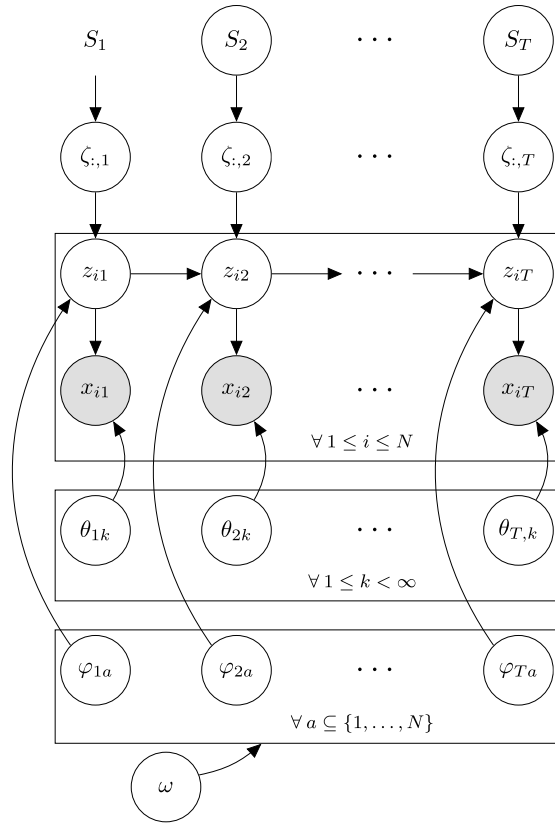 S_1 S_2 ··· S_T
ζ_{:,1} ζ_{:,2} ··· ζ_{:,T}
z_{i1} z_{i2} ··· z_{iT}
x_{i1} x_{i2} ··· x_{iT}
∀ 1 ≤ i ≤ N
θ_{1k} θ_{2k} ··· θ_{T,k}
∀ 1 ≤ k < ∞
φ_{1a} φ_{2a} ··· φ_{Ta}
∀ a ⊆ {1, . . . , N}
ω